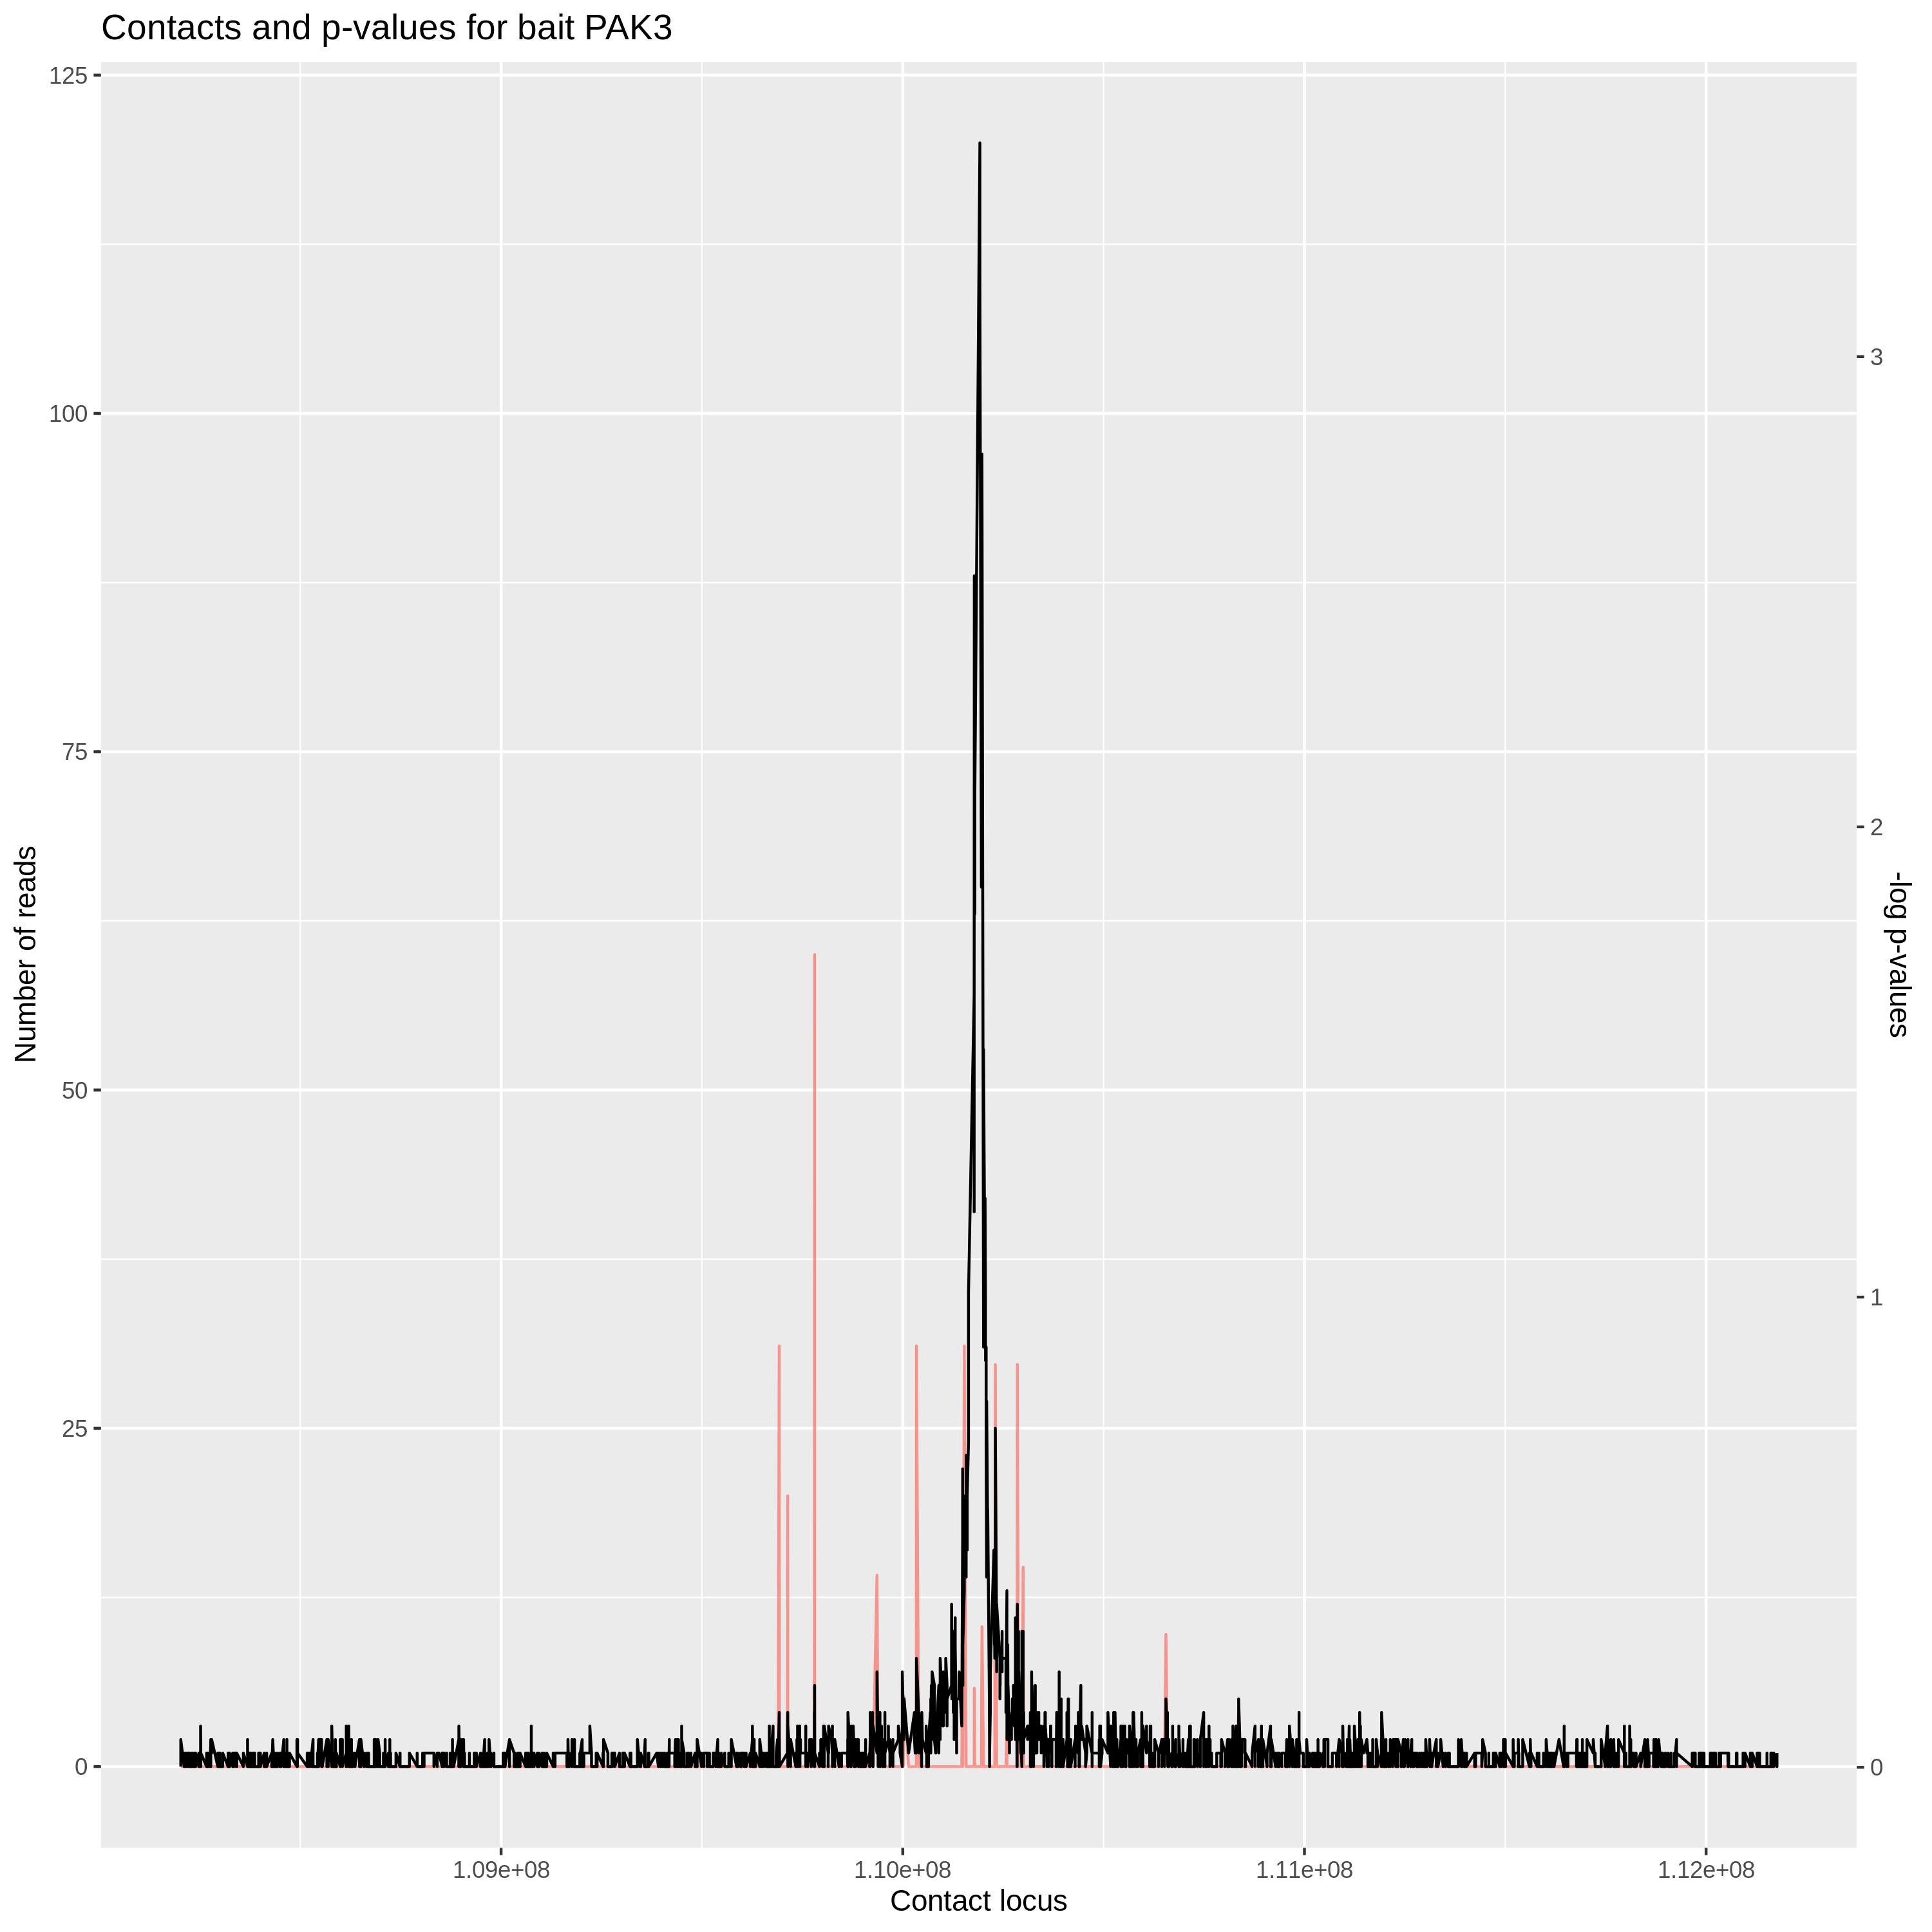 Contacts and p-values for bait PAK3
125
100
75
50
25
0
Number of reads
3
2
1
0
-log p-values
1.09e+08
1.10e+08
1.11e+08
1.12e+08
Contact locus